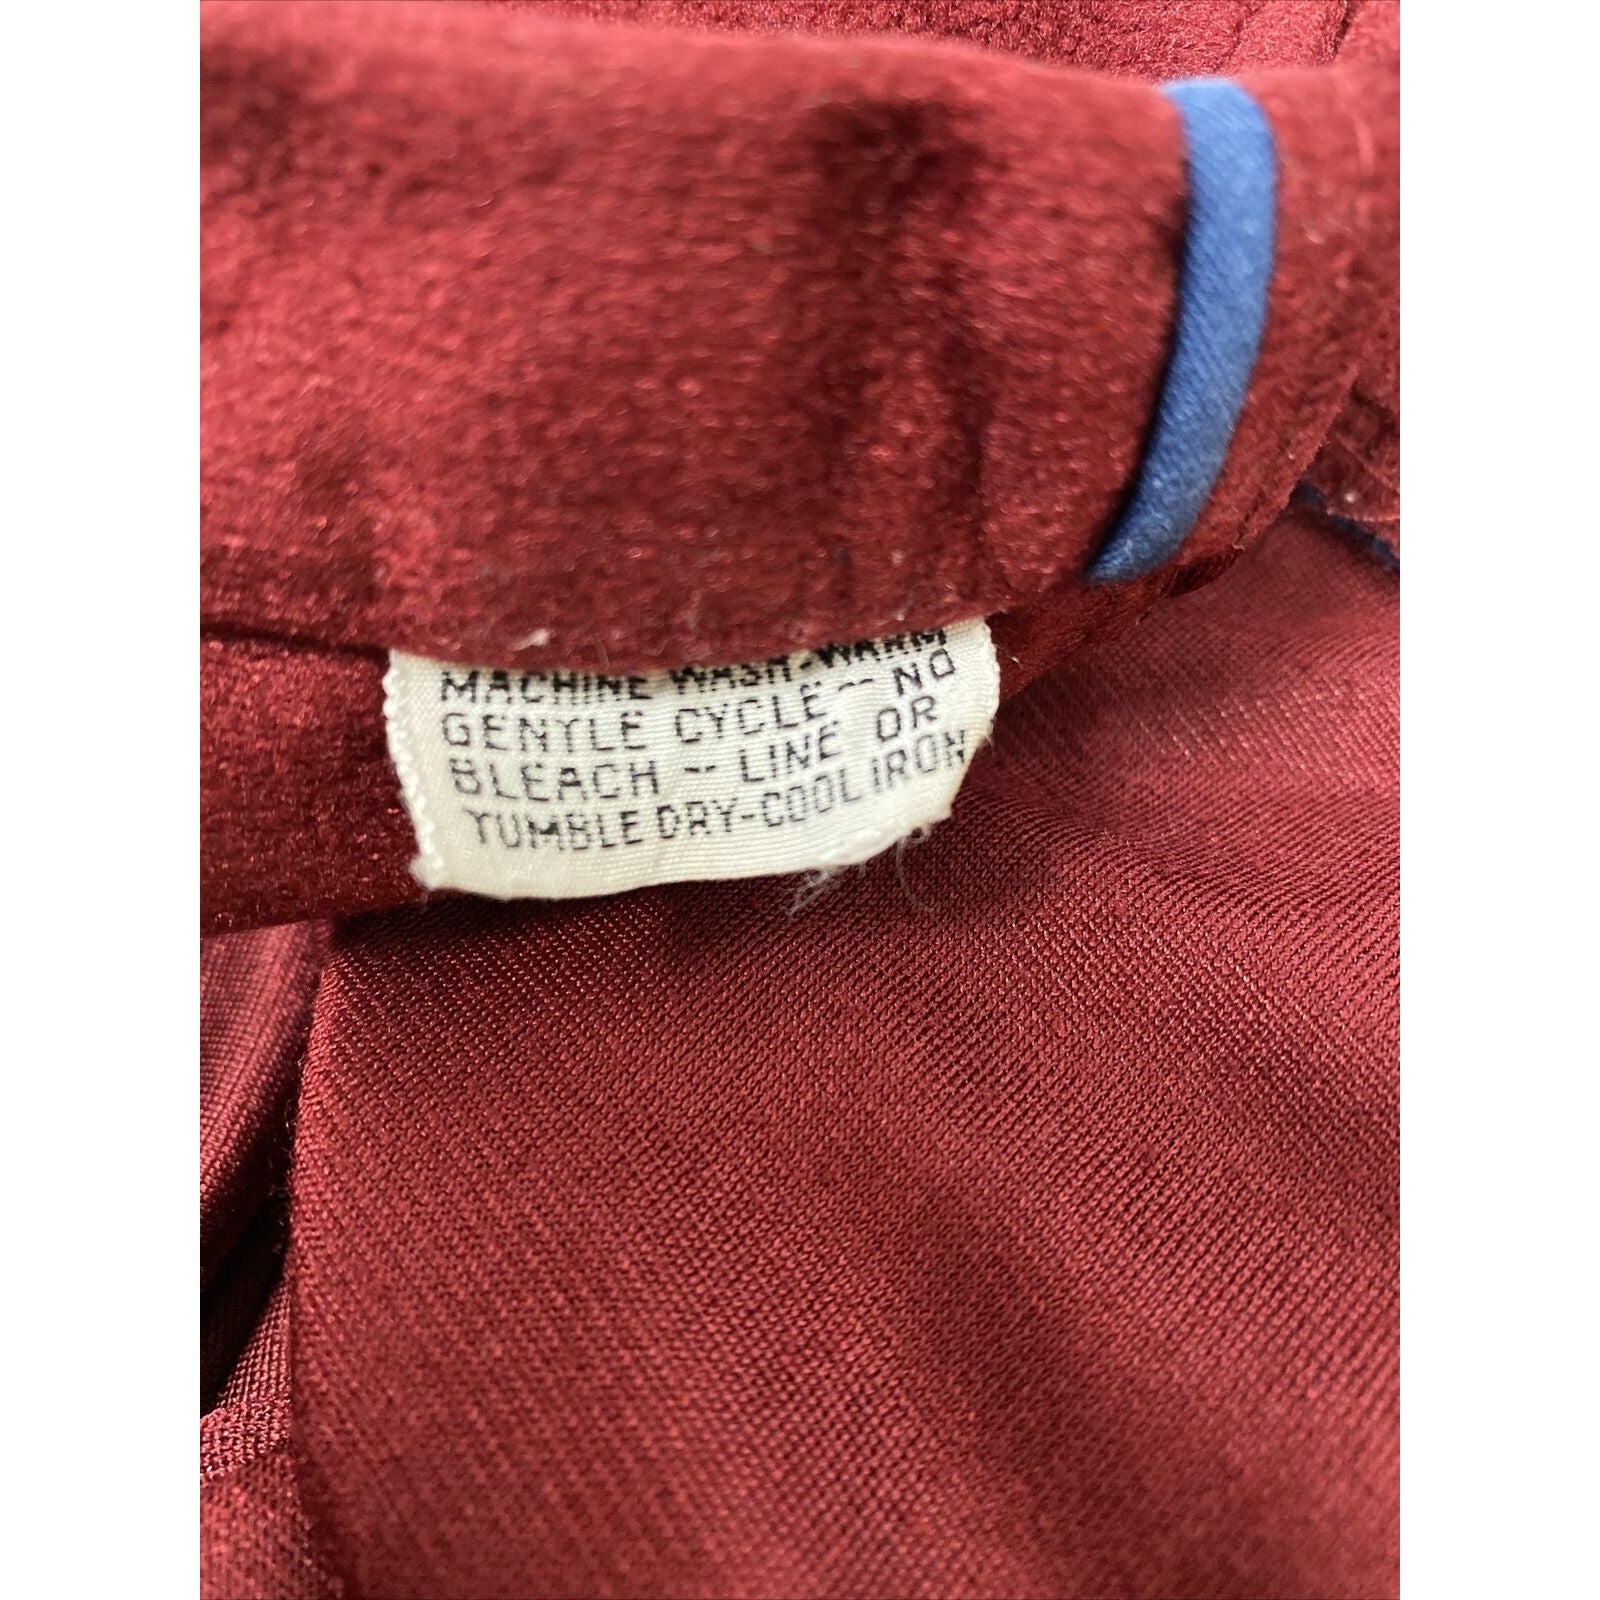 MACHINE WASH-WARM
GENTLE CYCLE -- NO
BLEACH -- LINE OR
TUMBLE DRY-COOL IRON